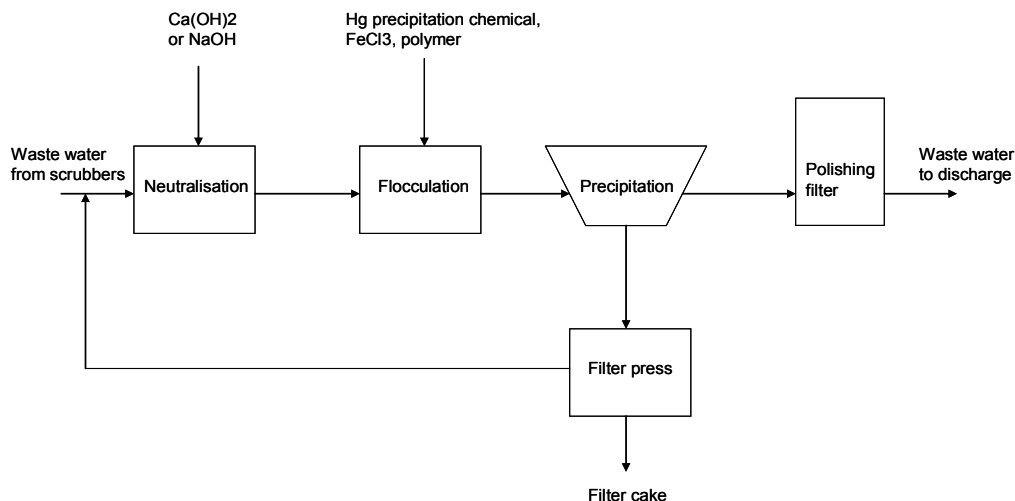 Ca(OH)2
or NaOH
Hg precipitation chemical,
FeCl3, polymer
Waste water
from scrubbers
Neutralisation
Flocculation
Precipitation
Polishing
filter
Waste water
to discharge
Filter press
Filter cake